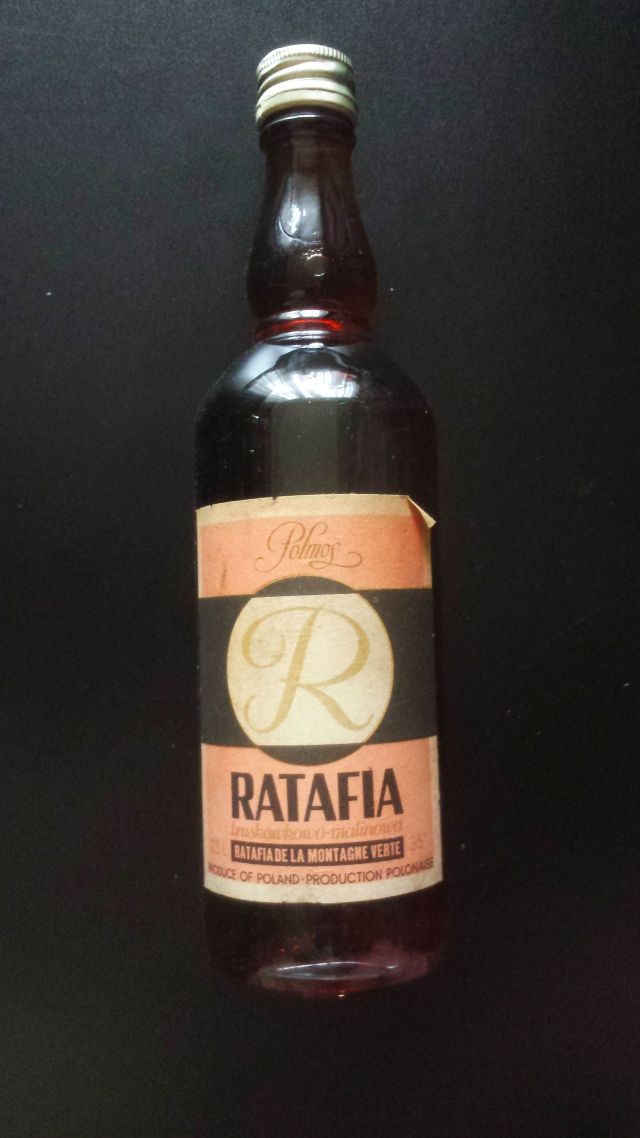 Polmos
R
RATAFIA
truskawkowo-malinowa
RATAFIA DE LA MONTAGNE VERTE
PRODUCE OF POLAND · PRODUCTION POLONAISE